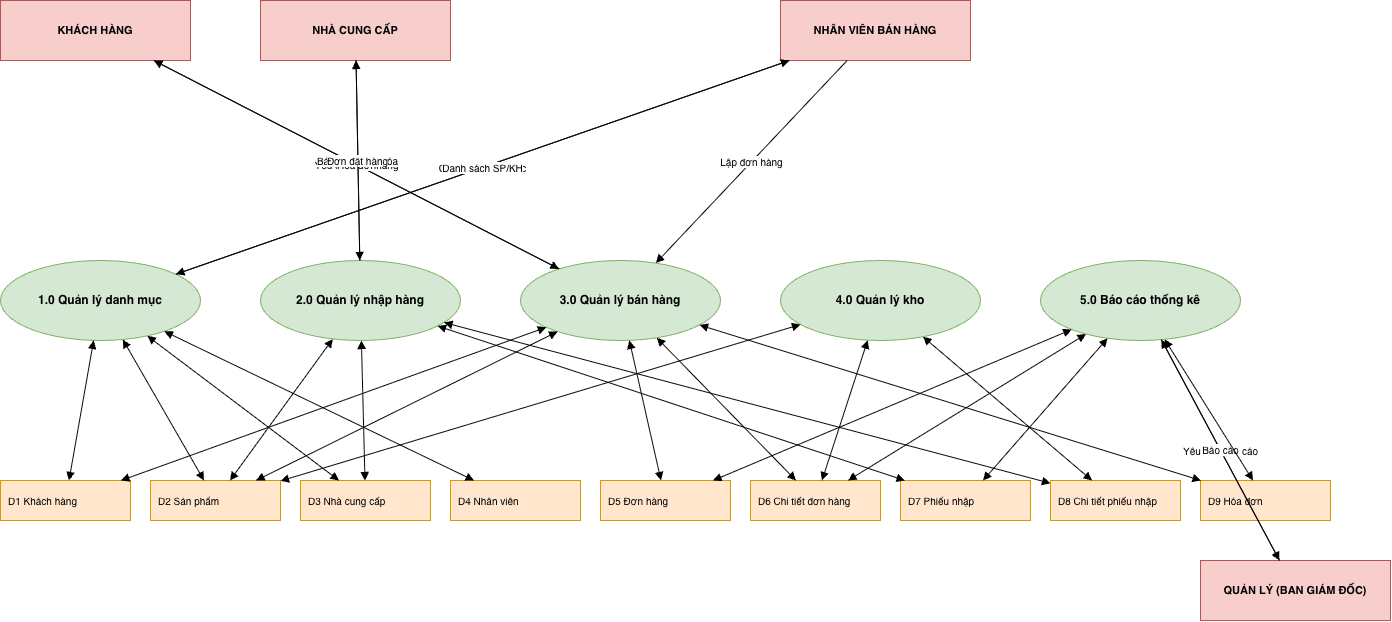 KHÁCH HÀNG
NHÀ CUNG CẤP
NHÂN VIÊN BÁN HÀNG
Đơn đặt hàng
Danh sách SP/KH
Lập đơn hàng
1.0 Quản lý danh mục
2.0 Quản lý nhập hàng
3.0 Quản lý bán hàng
4.0 Quản lý kho
5.0 Báo cáo thống kê
Yêu
Báo cáo
cáo
D1 Khách hàng
D2 Sản phẩm
D3 Nhà cung cấp
D4 Nhân viên
D5 Đơn hàng
D6 Chi tiết đơn hàng
D7 Phiếu nhập
D8 Chi tiết phiếu nhập
D9 Hóa đơn
QUẢN LÝ (BAN GIÁM ĐỐC)